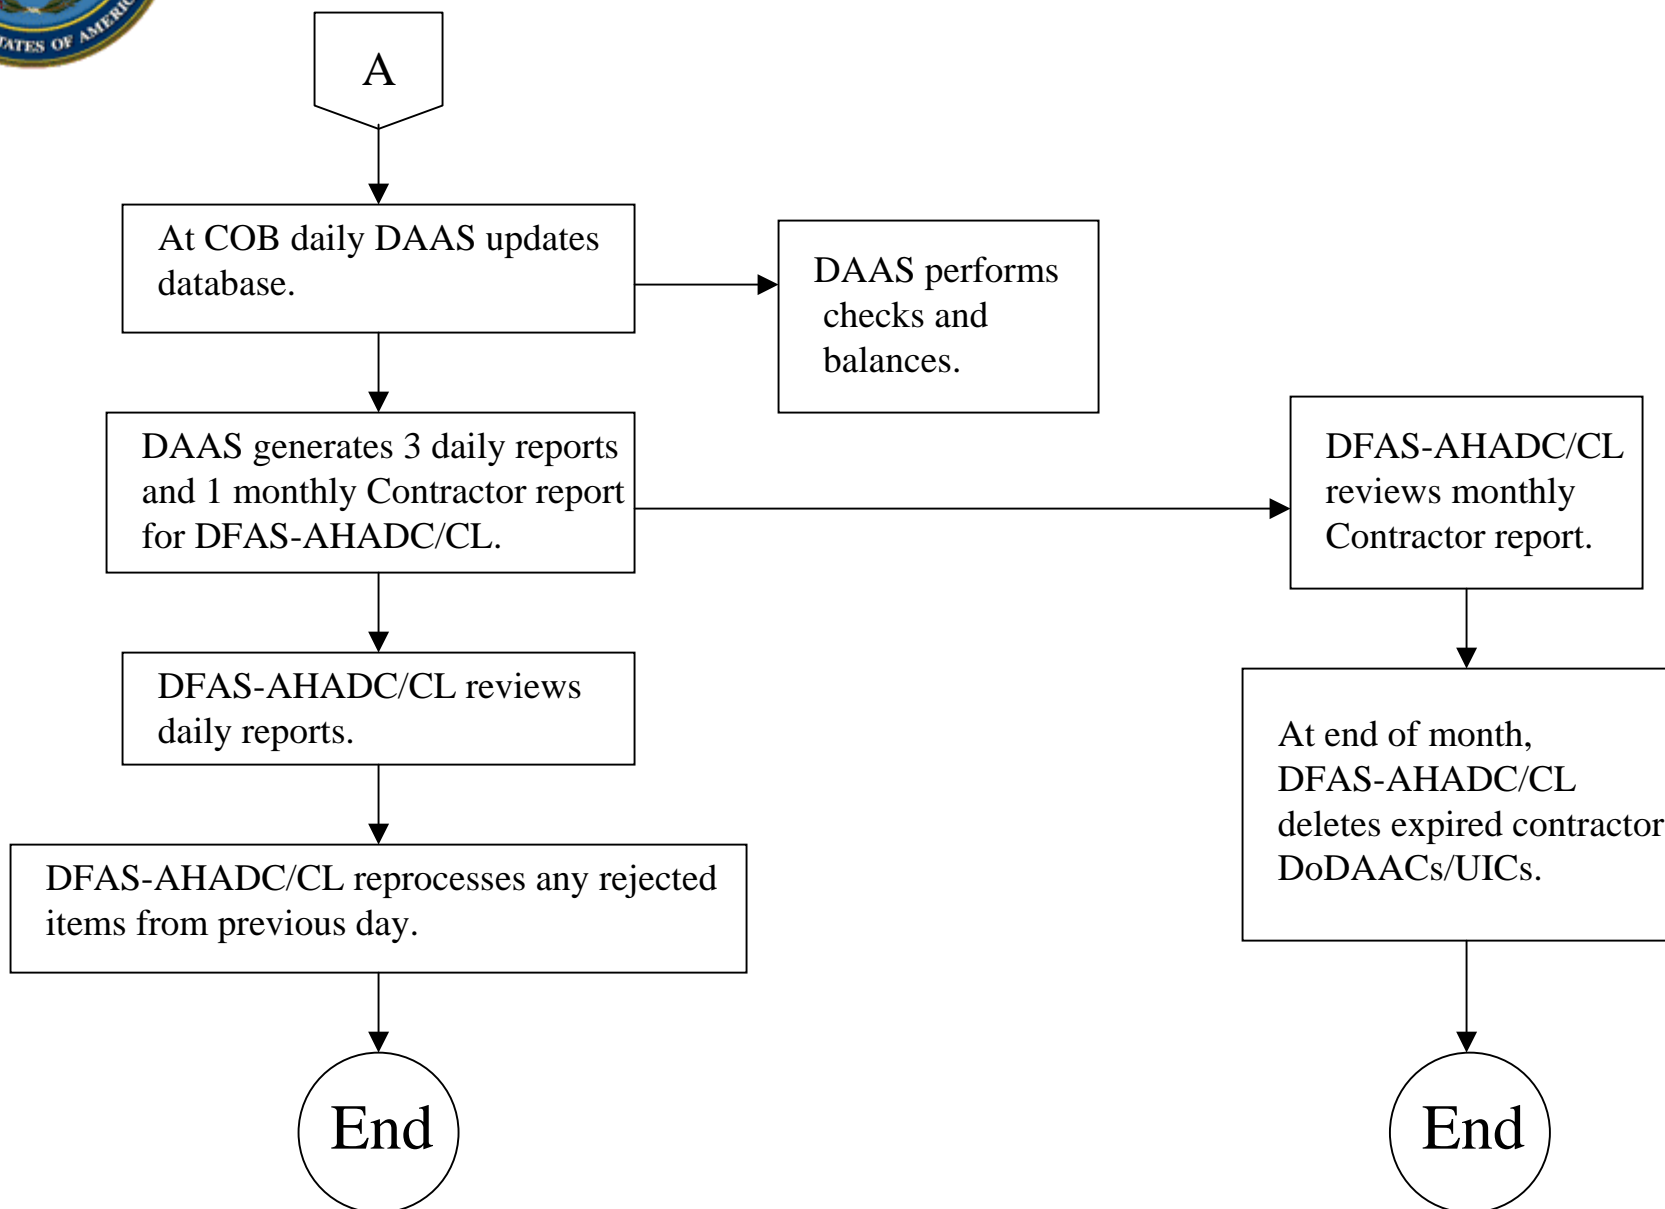 TATES OF AMERI
A
At COB daily DAAS updates
database.
DAAS performs
checks and
balances.
DAAS generates 3 daily reports
and 1 monthly Contractor report
for DFAS-AHADC/CL.
DFAS-AHADC/CL
reviews monthly
Contractor report.
DFAS-AHADC/CL reviews
daily reports.
At end of month,
DFAS-AHADC/CL
deletes expired contractor
DoDAACs/UICs.
DFAS-AHADC/CL reprocesses any rejected
items from previous day.
End
End